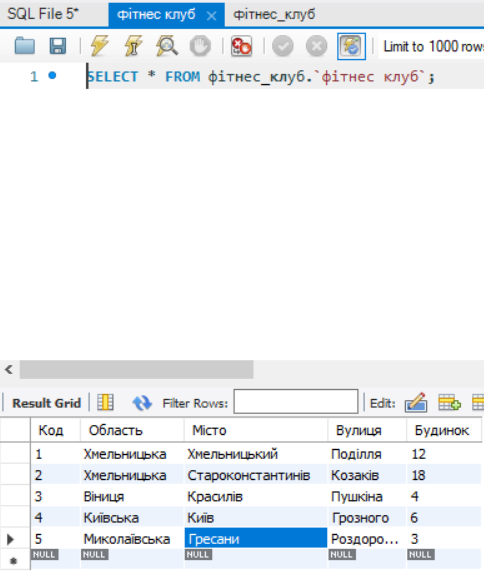 SQL File 5* фітнес клуб фітнес_клуб
Limit to 1000 rows
1 SELECT * FROM фітнес_клуб.`фітнес клуб`;
Result Grid Filter Rows: Edit:
Код Область Місто Вулиця Будинок
1 Хмельницька Хмельницький Поділля 12
2 Хмельницька Староконстантинів Козаків 18
3 Віниця Красилів Пушкіна 4
4 Київська Київ Грозного 6
5 Миколаївська Гресани Роздоро... 3
NULL NULL NULL NULL NULL